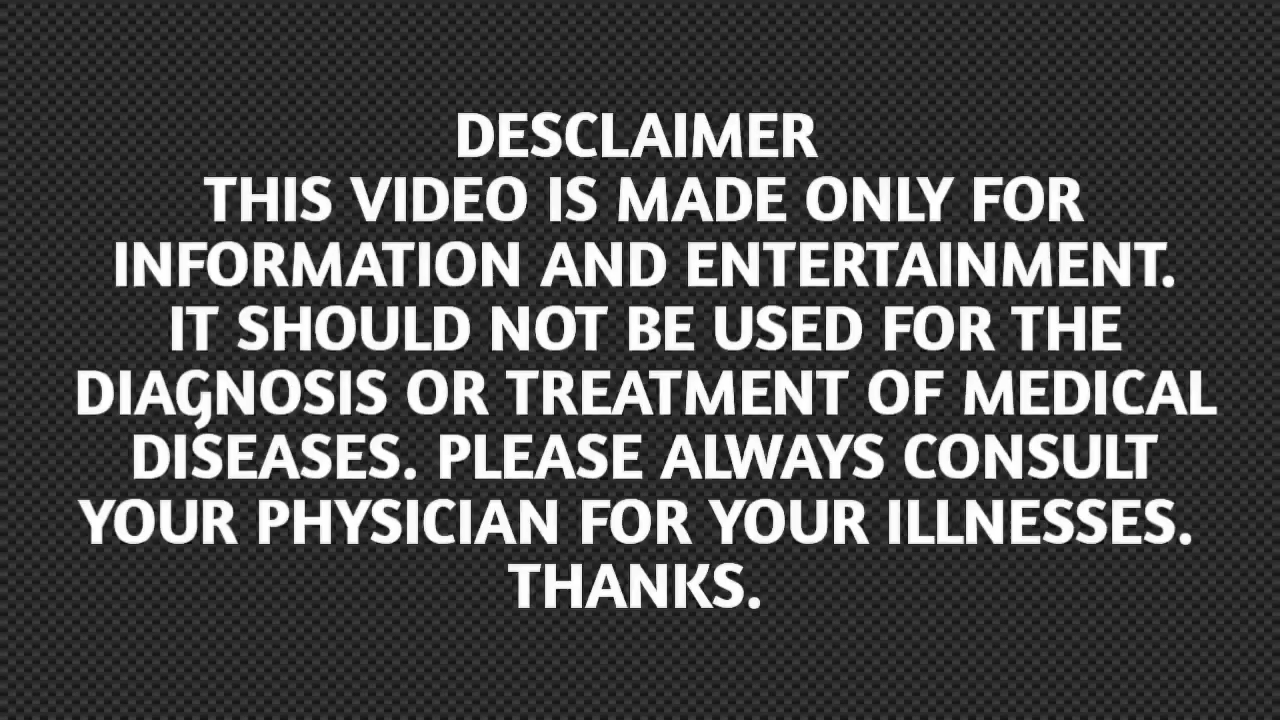 DESCLAIMER
THIS VIDEO IS MADE ONLY FOR
INFORMATION AND ENTERTAINMENT.
IT SHOULD NOT BE USED FOR THE
DIAGNOSIS OR TREATMENT OF MEDICAL
DISEASES. PLEASE ALWAYS CONSULT
YOUR PHYSICIAN FOR YOUR ILLNESSES.
THANKS.